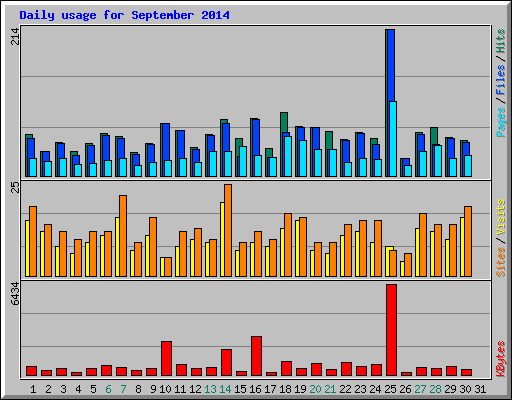 Daily usage for September 2014
214
Pages / Files / Hits
25
Sites / Visits
6434
KBytes
1 2 3 4 5 6 7 8 9 10 11 12 13 14 15 16 17 18 19 20 21 22 23 24 25 26 27 28 29 30 31